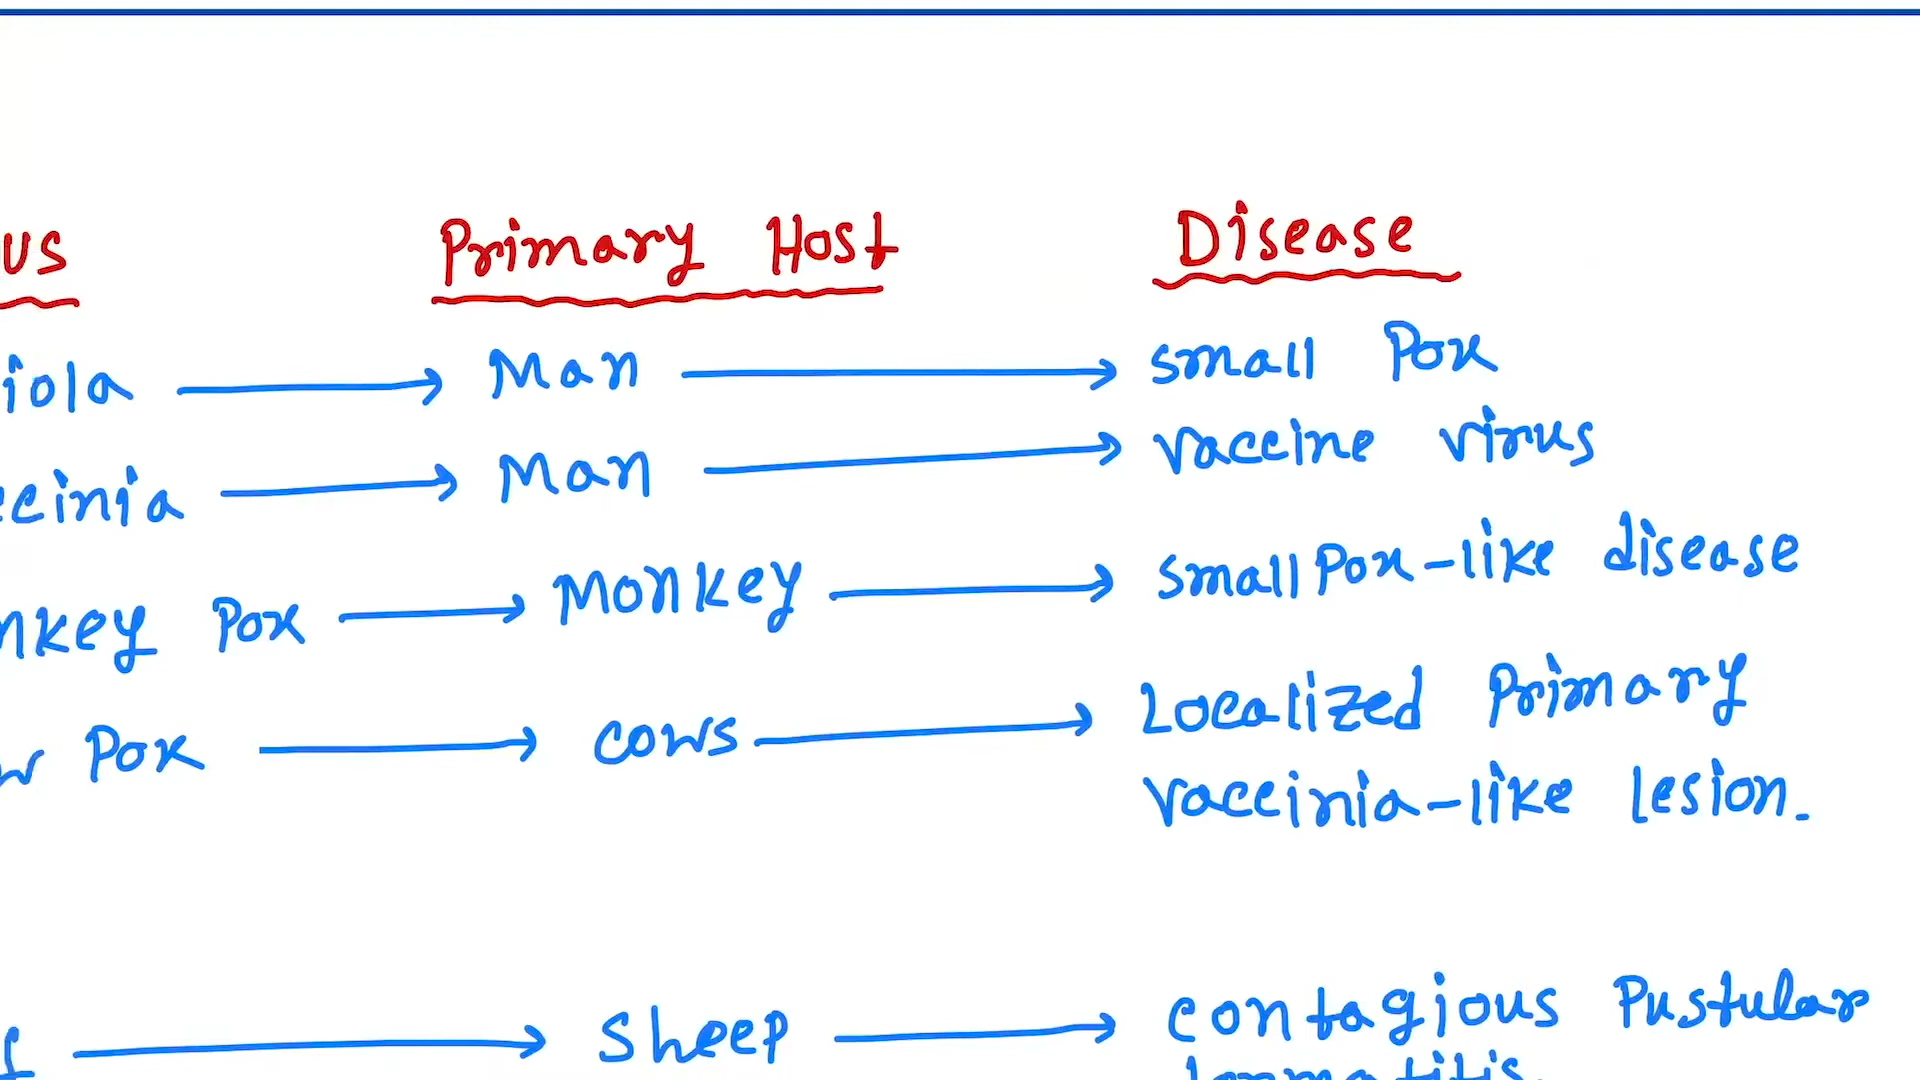 us Primary Host Disease
iola → Man → small Pox
ccinia → Man → vaccine virus
nkey Pox → Monkey → small Pox-like disease
w Pox → cows → Localized Primary
vaccinia-like lesion.
f → sheep → contagious Pustular